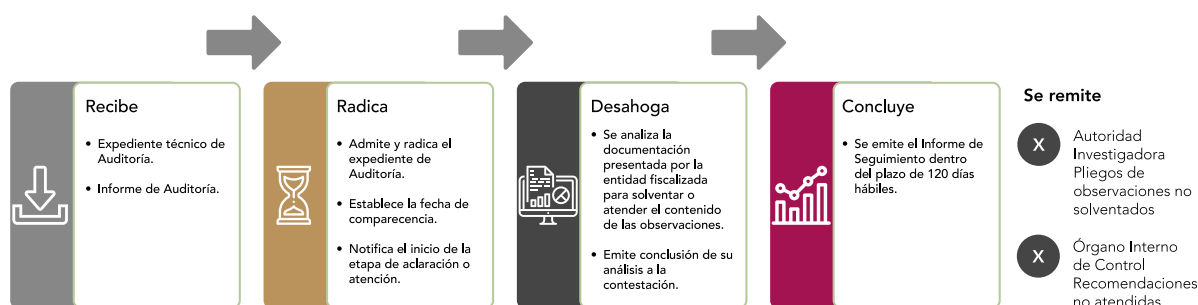 Recibe
• Expediente técnico de
Auditoría.
• Informe de Auditoría.
Radica
• Admite y radica el
expediente de
Auditoría.
• Establece la fecha de
comparecencia.
• Notifica el inicio de la
etapa de aclaración o
atención.
Desahoga
• Se analiza la
documentación
presentada por la
entidad fiscalizada
para solventar o
atender el contenido
de las observaciones.
• Emite conclusión de su
análisis a la
contestación.
Concluye
• Se emite el Informe de
Seguimiento dentro
del plazo de 120 días
hábiles.
Se remite
X
Autoridad
Investigadora
Pliegos de
observaciones no
solventados
X
Órgano Interno
de Control
Recomendaciones
no atendidas